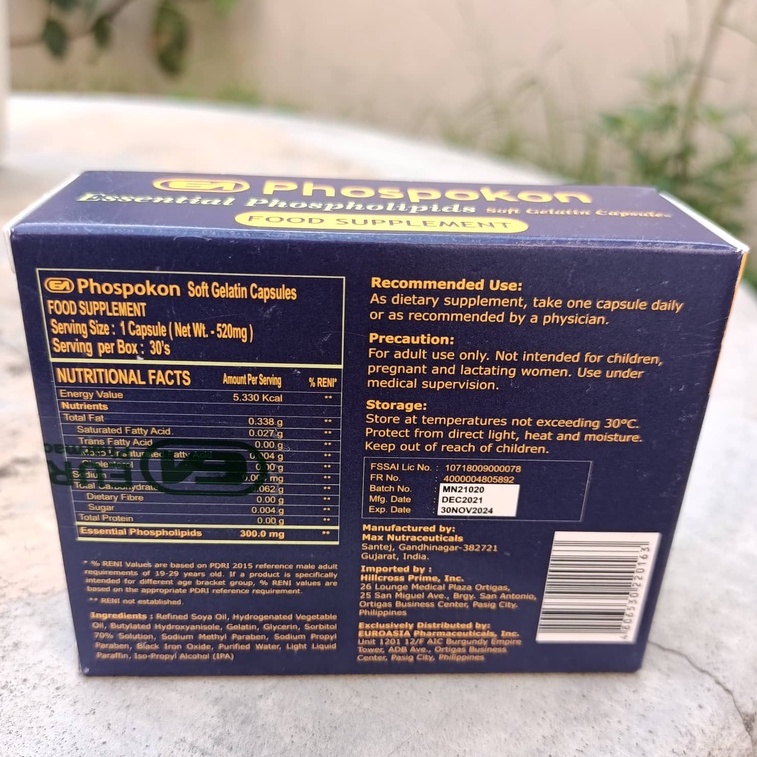 EA Phospokon
Essential Phospholipids Soft Gelatin Capsules
FOOD SUPPLEMENT
EA Phospokon Soft Gelatin Capsules
FOOD SUPPLEMENT
Serving Size : 1 Capsule ( Net Wt. - 520mg )
Serving per Box : 30's
NUTRITIONAL FACTS Amount Per Serving % RENI*
Energy Value 5.330 Kcal **
Nutrients
Total Fat 0.338 g **
Saturated Fatty Acid 0.027 g **
Trans Fatty Acid 0.00 g **
Fatty 004 g **
**
mg **
Total Carbohydrate .062 g **
Dietary Fibre 0.00 g **
Sugar 0.004 g **
Total Protein 0.00 g **
Essential Phospholipids 300.0 mg **
* % RENI Values are based on PDRI 2015 reference male adult
requirements of 19-29 years old. If a product is specifically
intended for different age bracket group, % RENI values are
based on the appropriate PDRI reference requirement.
** RENI not established.
Ingredients : Refined Soya Oil, Hydrogenated Vegetable
Oil, Butylated Hydroxyanisole, Gelatin, Glycerin, Sorbitol
70% Solution, Sodium Methyl Paraben, Sodium Propyl
Paraben, Black Iron Oxide, Purified Water, Light Liquid
Paraffin, Iso-Propyl Alcohol (IPA)
Recommended Use:
As dietary supplement, take one capsule daily
or as recommended by a physician.
Precaution:
For adult use only. Not intended for children,
pregnant and lactating women. Use under
medical supervision.
Storage:
Store at temperatures not exceeding 30°C.
Protect from direct light, heat and moisture.
Keep out of reach of children.
FSSAI Lic No. : 10718009000078
FR No. : 4000004805892
Batch No. : MN21020
Mfg. Date : DEC2021
Exp. Date : 30NOV2024
Manufactured by:
Max Nutraceuticals
Santej, Gandhinagar-382721
Gujarat, India.
Imported by :
Hillcross Prime, Inc.
26 Lounge Medical Plaza Ortigas,
25 San Miguel Ave., Brgy. San Antonio,
Ortigas Business Center, Pasig City.
Philippines
Exclusively Distributed by:
EUROASIA Pharmaceuticals, Inc.
Unit 1201 12/F AIC Burgundy Empire
Tower, ADB Ave., Ortigas Business
Center, Pasig City, Philippines